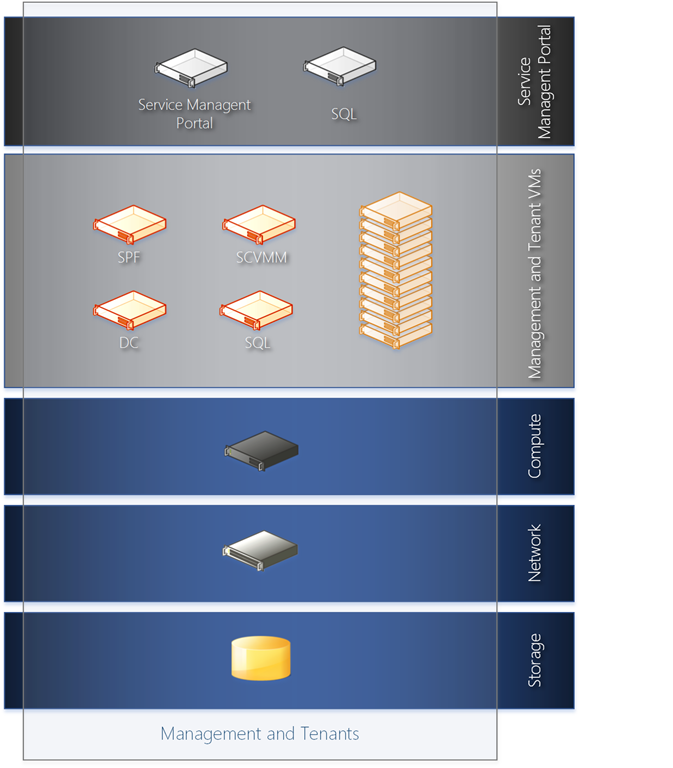 Service Managent
Portal
SQL
Service
Managent Portal
SPF
SCVMM
DC
SQL
Management and Tenant VMs
Compute
Network
Storage
Management and Tenants